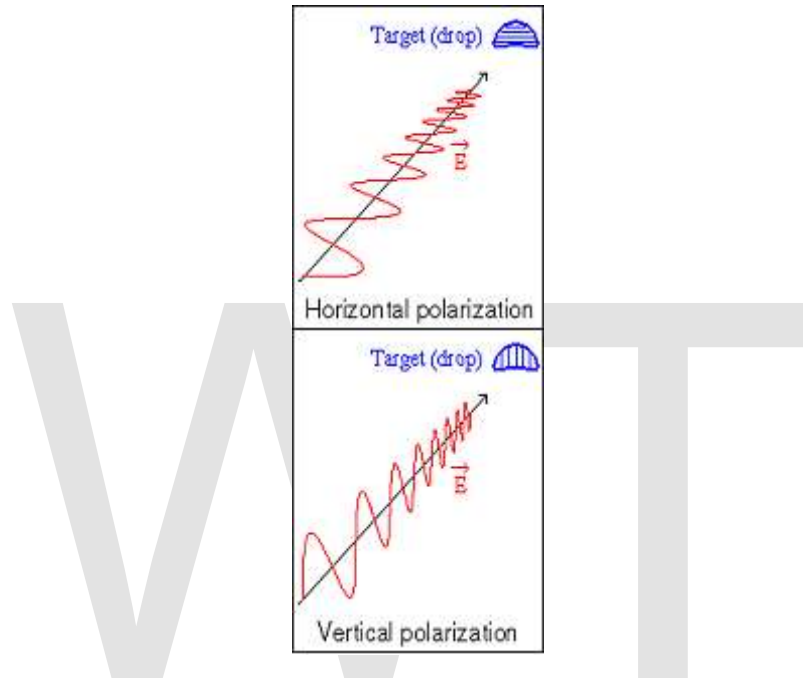 Target (drop)
E
Horizontal polarization
Target (drop)
E
Vertical polarization
W T